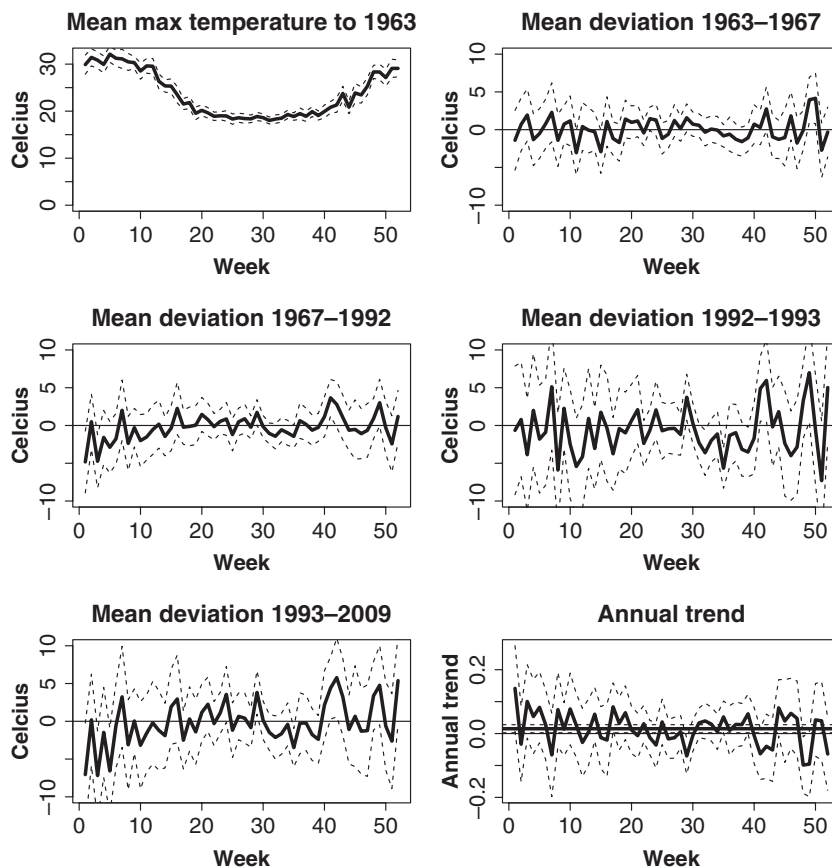 Mean max temperature to 1963
Celcius
30
20
10
0
0 10 20 30 40 50
Week
Mean deviation 1963–1967
Celcius
10
5
0
−10
0 10 20 30 40 50
Week
Mean deviation 1967–1992
Celcius
10
5
0
−10
0 10 20 30 40 50
Week
Mean deviation 1992–1993
Celcius
10
5
0
−10
0 10 20 30 40 50
Week
Mean deviation 1993–2009
Celcius
10
5
0
−10
0 10 20 30 40 50
Week
Annual trend
Annual trend
0.2
0.0
−0.2
0 10 20 30 40 50
Week